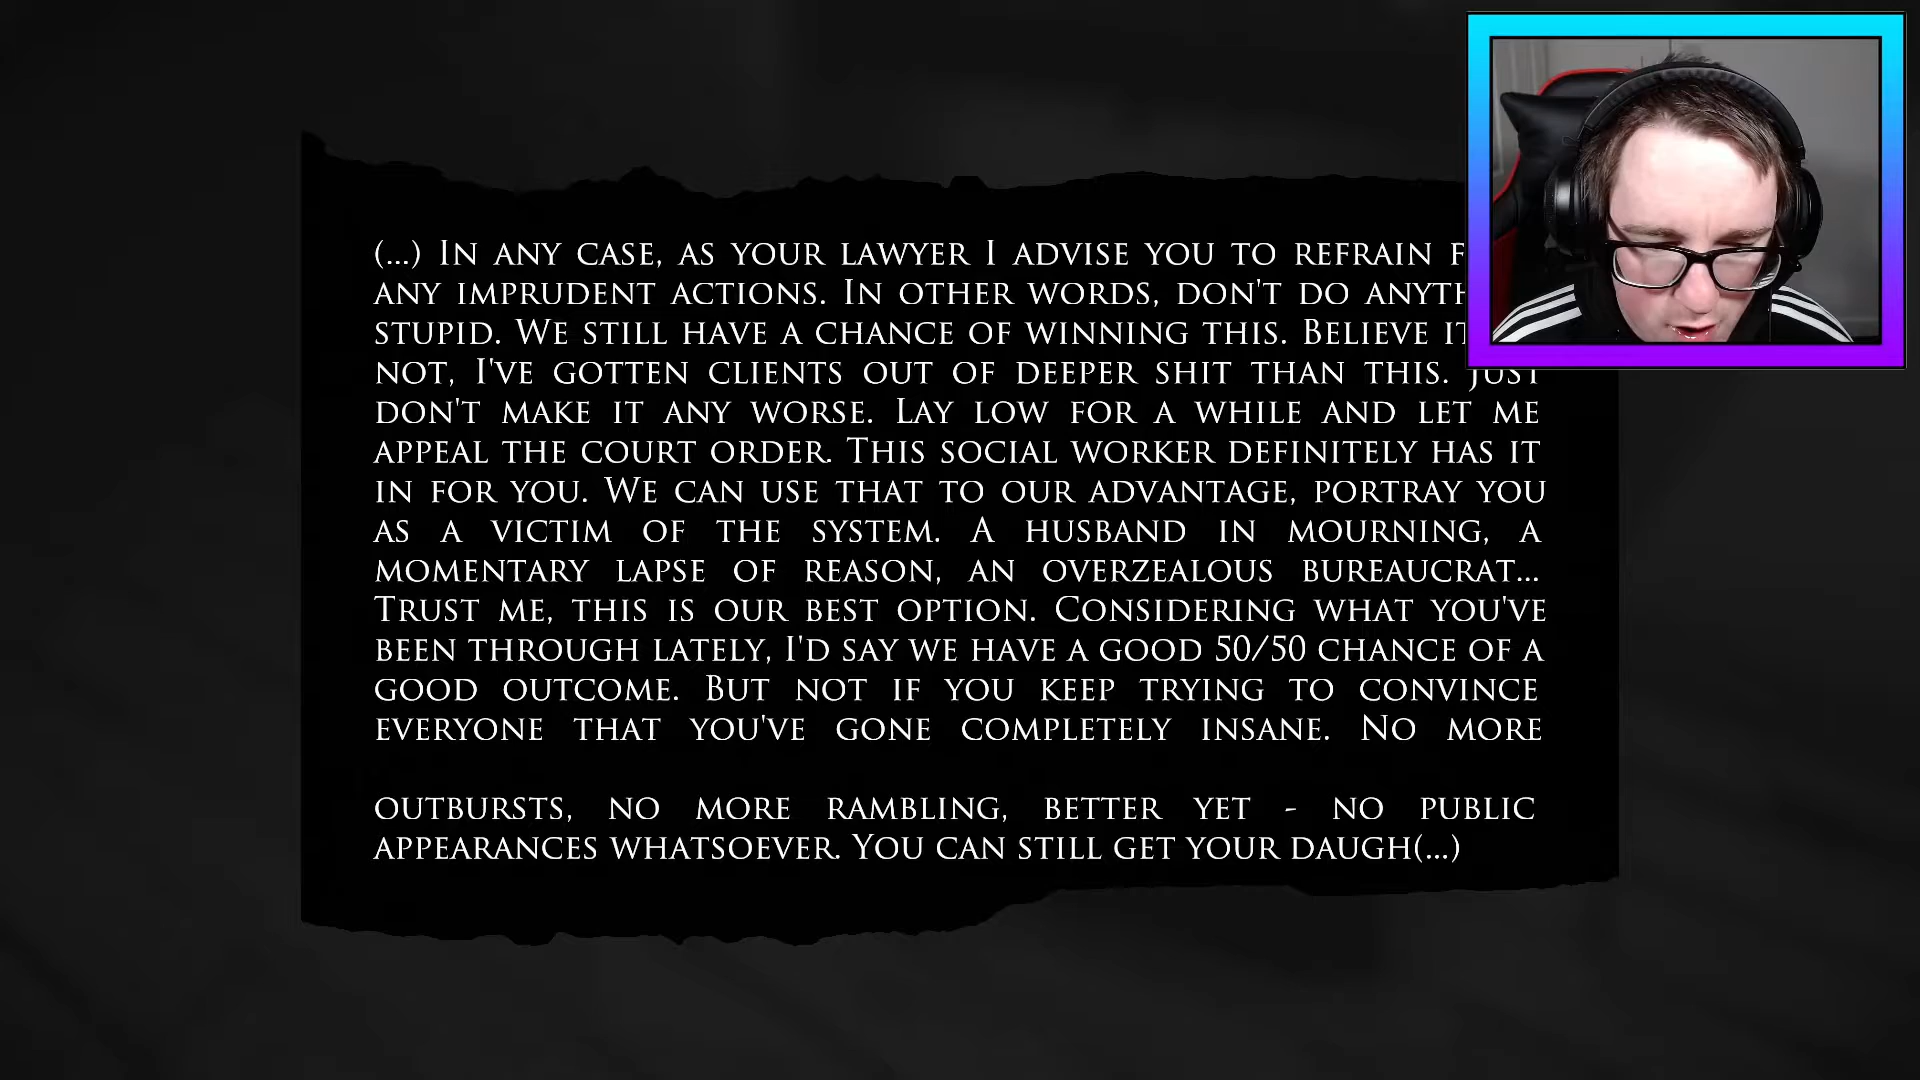 (...) In any case, as your lawyer I advise you to refrain
any imprudent actions. In other words, don't do
stupid. We still have a chance of winning this. Believe
not, I've gotten clients out of deeper shit than this. Just
don't make it any worse. Lay low for a while and let me
appeal the court order. This social worker definitely has it
in for you. We can use that to our advantage, portray you
as a victim of the system. A husband in mourning, a
momentary lapse of reason, an overzealous bureaucrat...
Trust me, this is our best option. Considering what you've
been through lately, I'd say we have a good 50/50 chance of a
good outcome. But not if you keep trying to convince
everyone that you've gone completely insane. No more
outbursts, no more rambling, better yet - no public
appearances whatsoever. You can still get your daugh(...)